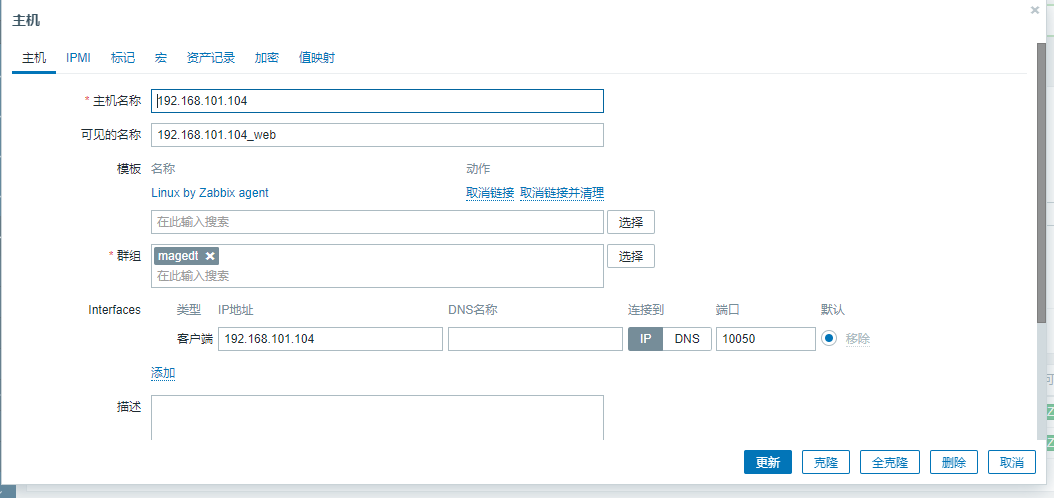 主机
主机 IPMI 标记 宏 资产记录 加密 值映射
* 主机名称 192.168.101.104
可见的名称 192.168.101.104_web
模板 名称 动作
Linux by Zabbix agent 取消链接 取消链接并清理
在此输入搜索 选择
* 群组 magedt 选择
在此输入搜索
Interfaces 类型 IP地址 DNS名称 连接到 端口 默认
客户端 192.168.101.104 IP DNS 10050 移除
添加
描述
更新 克隆 全克隆 删除 取消